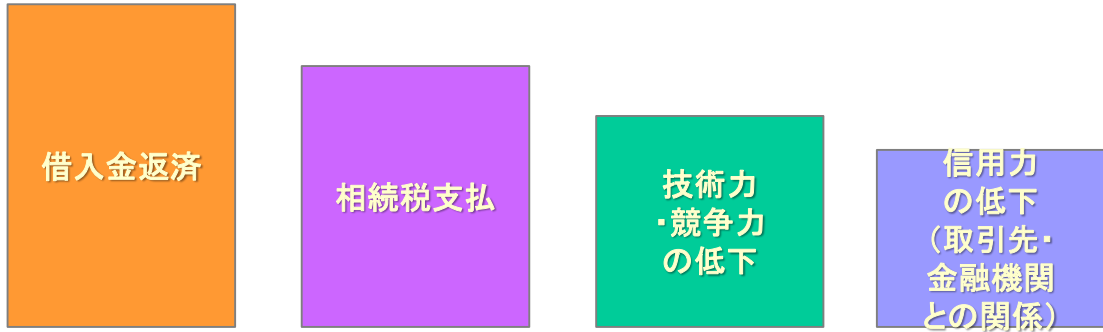 借入金返済
相続税支払
技術力
・競争力
の低下
信用力
の低下
（取引先・
金融機関
との関係）